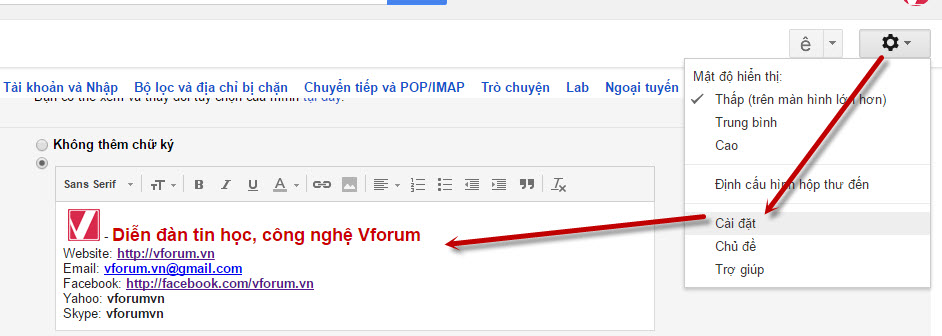 ê
Tài khoản và Nhập Bộ lọc và địa chỉ bị chặn Chuyển tiếp và POP/IMAP Trò chuyện Lab Ngoại tuyến
Bạn có thể xem và thay đổi tùy chọn của mình tại đây.
Không thêm chữ ký
Sans Serif
- Diễn đàn tin học, công nghệ Vforum
Website: http://vforum.vn
Email: vforum.vn@gmail.com
Facebook: http://facebook.com/vforum.vn
Yahoo: vforumvn
Skype: vforumvn
Mật độ hiển thị:
Thấp (trên màn hình lớn hơn)
Trung bình
Cao
Định cấu hình hộp thư đến
Cài đặt
Chủ đề
Trợ giúp